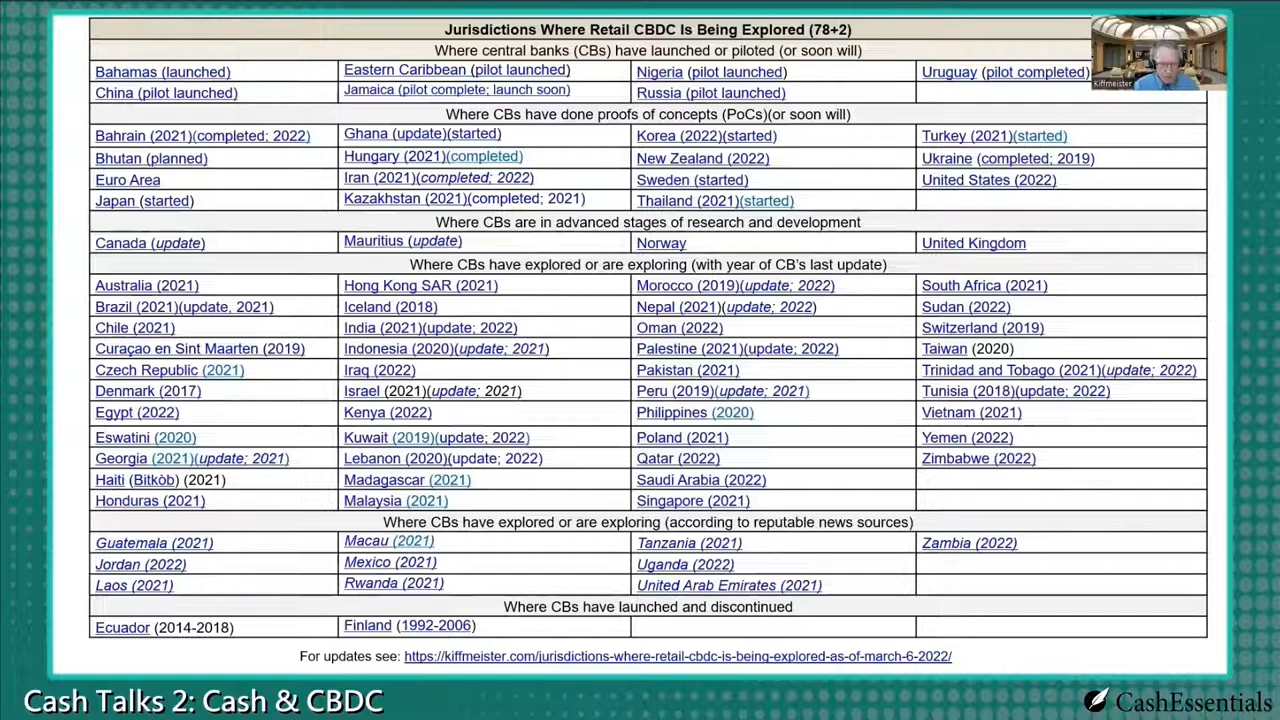 Jurisdictions Where Retail CBDC Is Being Explored (78+2)
Where central banks (CBs) have launched or piloted (or soon will)
Bahamas (launched) Eastern Caribbean (pilot launched) Nigeria (pilot launched) Uruguay (pilot completed)
Kiffmeister
China (pilot launched) Jamaica (pilotcomplete; launch soon) Russia (pilot launched)
Where CBs have done proofs of concepts (PoCs)(or soon will)
Bahrain (2021)(completed; 2022) Ghana (update)(started) Korea (2022)(started) Turkey (2021)(started)
Bhutan (planned) Hungary (2021)(completed) New Zealand (2022) Ukraine (completed; 2019)
Euro Area Iran (2021)(completed; 2022) Sweden (started) United States (2022)
Japan (started) Kazakhstan (2021)(completed; 2021) Thailand (2021)(started)
Where CBs are in advanced stages of research and development
Canada (update) Mauritius (update) Norway United Kingdom
Where CBs have explored or are exploring (with year of CB's last update)
Australia (2021) Hong Kong SAR (2021) Morocco (2019)(update; 2022) South Africa (2021)
Brazil (2021)(update, 2021) Iceland (2018) Nepal (2021)(update; 2022) Sudan (2022)
Chile (2021) India (2021)(update; 2022) Oman (2022) Switzerland (2019)
Curaçao en Sint Maarten (2019) Indonesia (2020)(update; 2021) Palestine (2021)(update; 2022) Taiwan (2020)
Czech Republic (2021) Iraq (2022) Pakistan (2021) Trinidad and Tobago (2021)(update; 2022)
Denmark (2017) Israel (2021)(update; 2021) Peru (2019)(update; 2021) Tunisia (2018)(update; 2022)
Egypt (2022) Kenya (2022) Philippines (2020) Vietnam (2021)
Eswatini (2020) Kuwait (2019)(update; 2022) Poland (2021) Yemen (2022)
Georgia (2021)(update; 2021) Lebanon (2020)(update; 2022) Qatar (2022) Zimbabwe (2022)
Haiti (Bitkòb) (2021) Madagascar (2021) Saudi Arabia (2022)
Honduras (2021) Malaysia (2021) Singapore (2021)
Where CBs have explored or are exploring (according to reputable news sources)
Guatemala (2021) Macau (2021) Tanzania (2021) Zambia (2022)
Jordan (2022) Mexico (2021) Uganda (2022)
Laos (2021) Rwanda (2021) United Arab Emirates (2021)
Where CBs have launched and discontinued
Ecuador (2014-2018) Finland (1992-2006)
For updates see: https://kiffmeister.com/jurisdictions-where-retail-cbdc-is-being-explored-as-of-march-6-2022/
Cash Talks 2: Cash & CBDC
CashEssentials